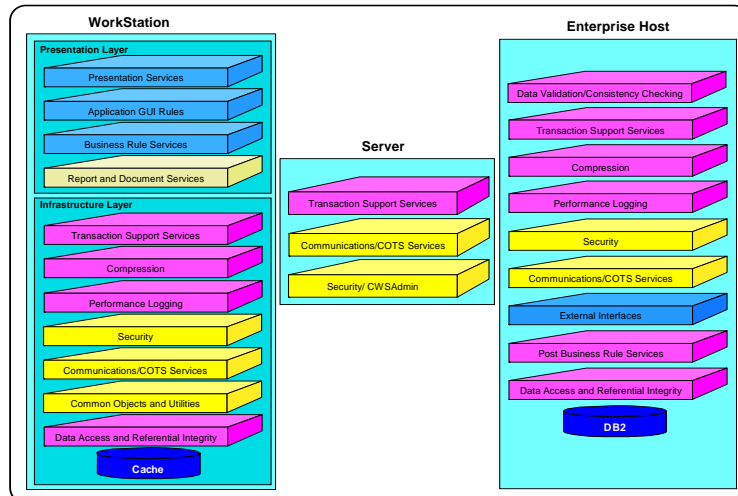 WorkStation
Presentation Layer
Presentation Services
Application GUI Rules
Business Rule Services
Report and Document Services
Infrastructure Layer
Transaction Support Services
Compression
Performance Logging
Security
Communications/COTS Services
Common Objects and Utilities
Data Access and Referential Integrity
Cache
Server
Transaction Support Services
Communications/COTS Services
Security/ CWSAdmin
Enterprise Host
Data Validation/Consistency Checking
Transaction Support Services
Compression
Performance Logging
Security
Communications/COTS Services
External Interfaces
Post Business Rule Services
Data Access and Referential Integrity
DB2